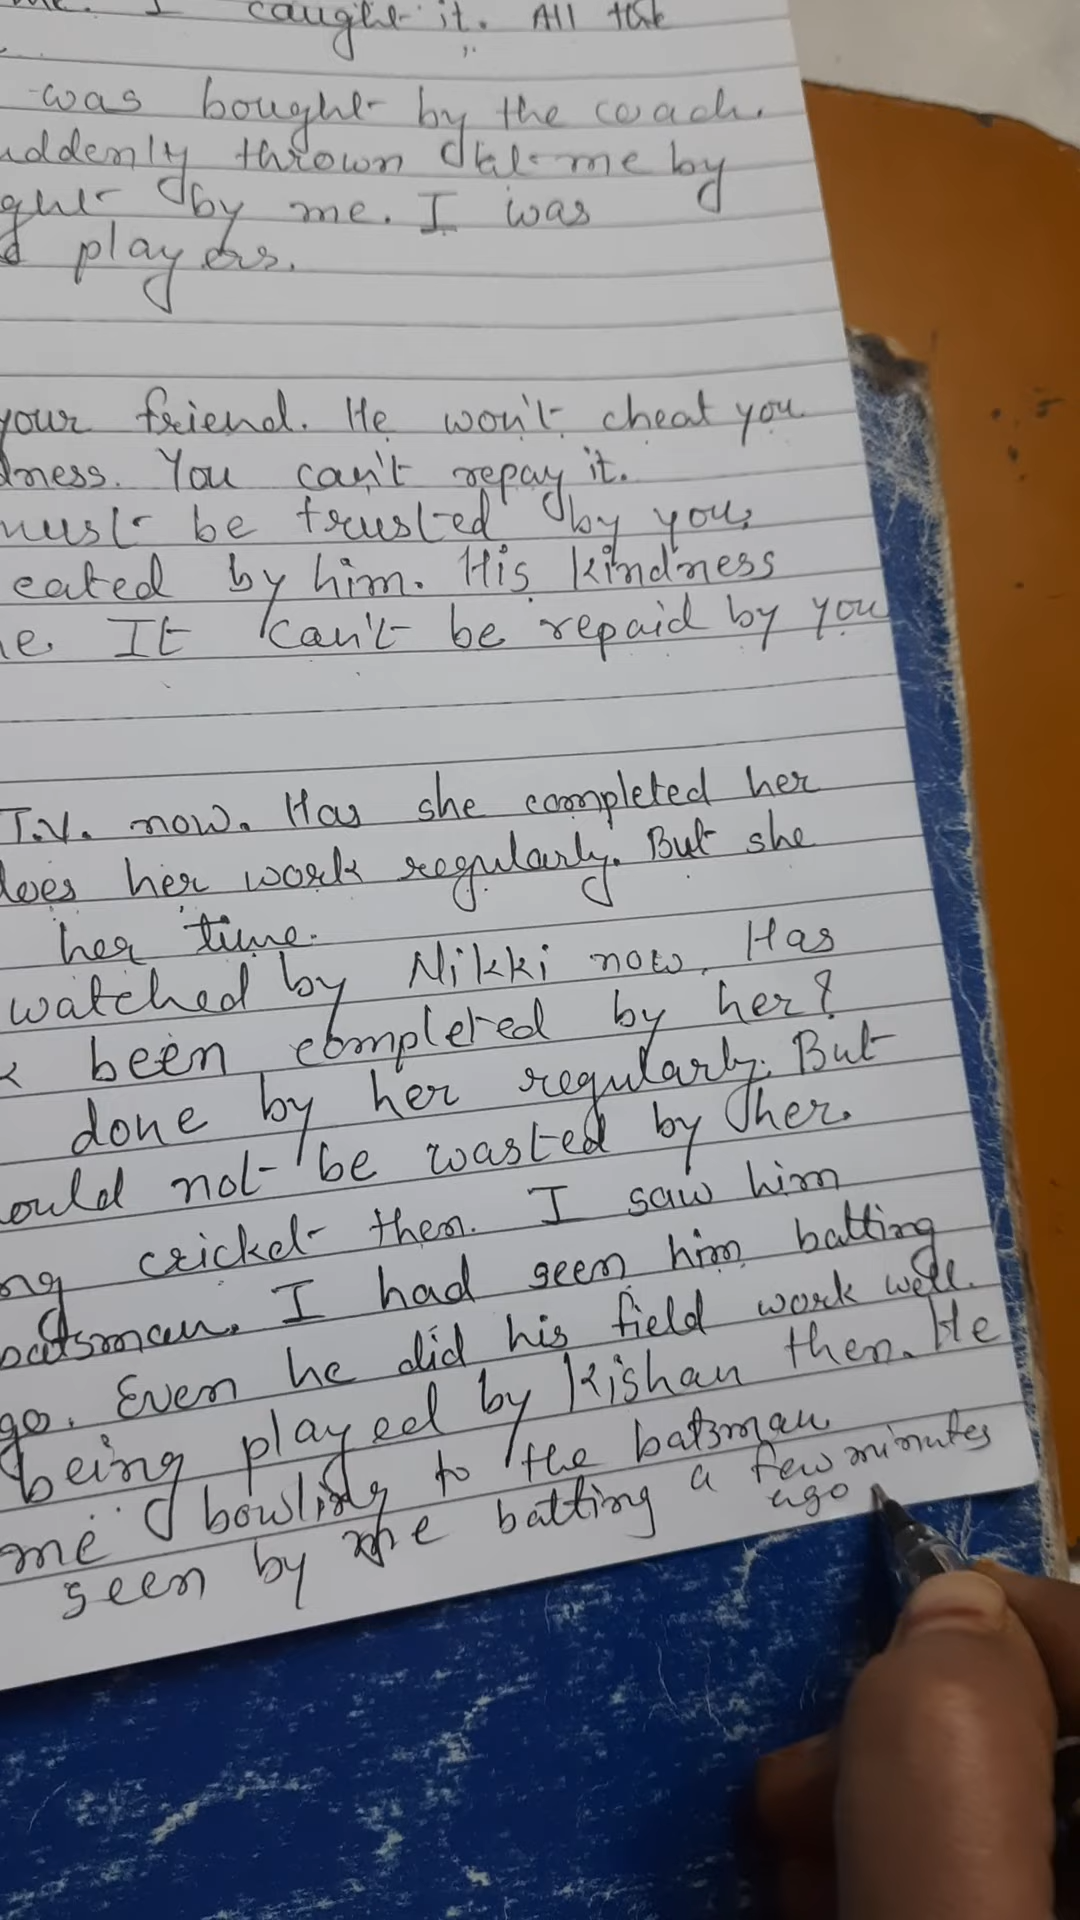 I caught it. All the
was bought by the coach.
uddenly thrown at me by
ght by me. I was
d players.
your friend. He won't cheat you
dness. You can't repay it.
must be trusted by you.
eated by him. His kindness
e. It can't be repaid by you
T.V. now. Has she completed her
does her work regularly. But she
her time.
watched by Nikki now. Has
k been completed by her?
done by her regularly. But
ould not be wasted by her.
ng cricket then. I saw him
batsman. I had seen him batting
go. Even he did his field work well.
being played by Kishan then. He
me bowling to the batsman
seen by me batting a few minutes
ago